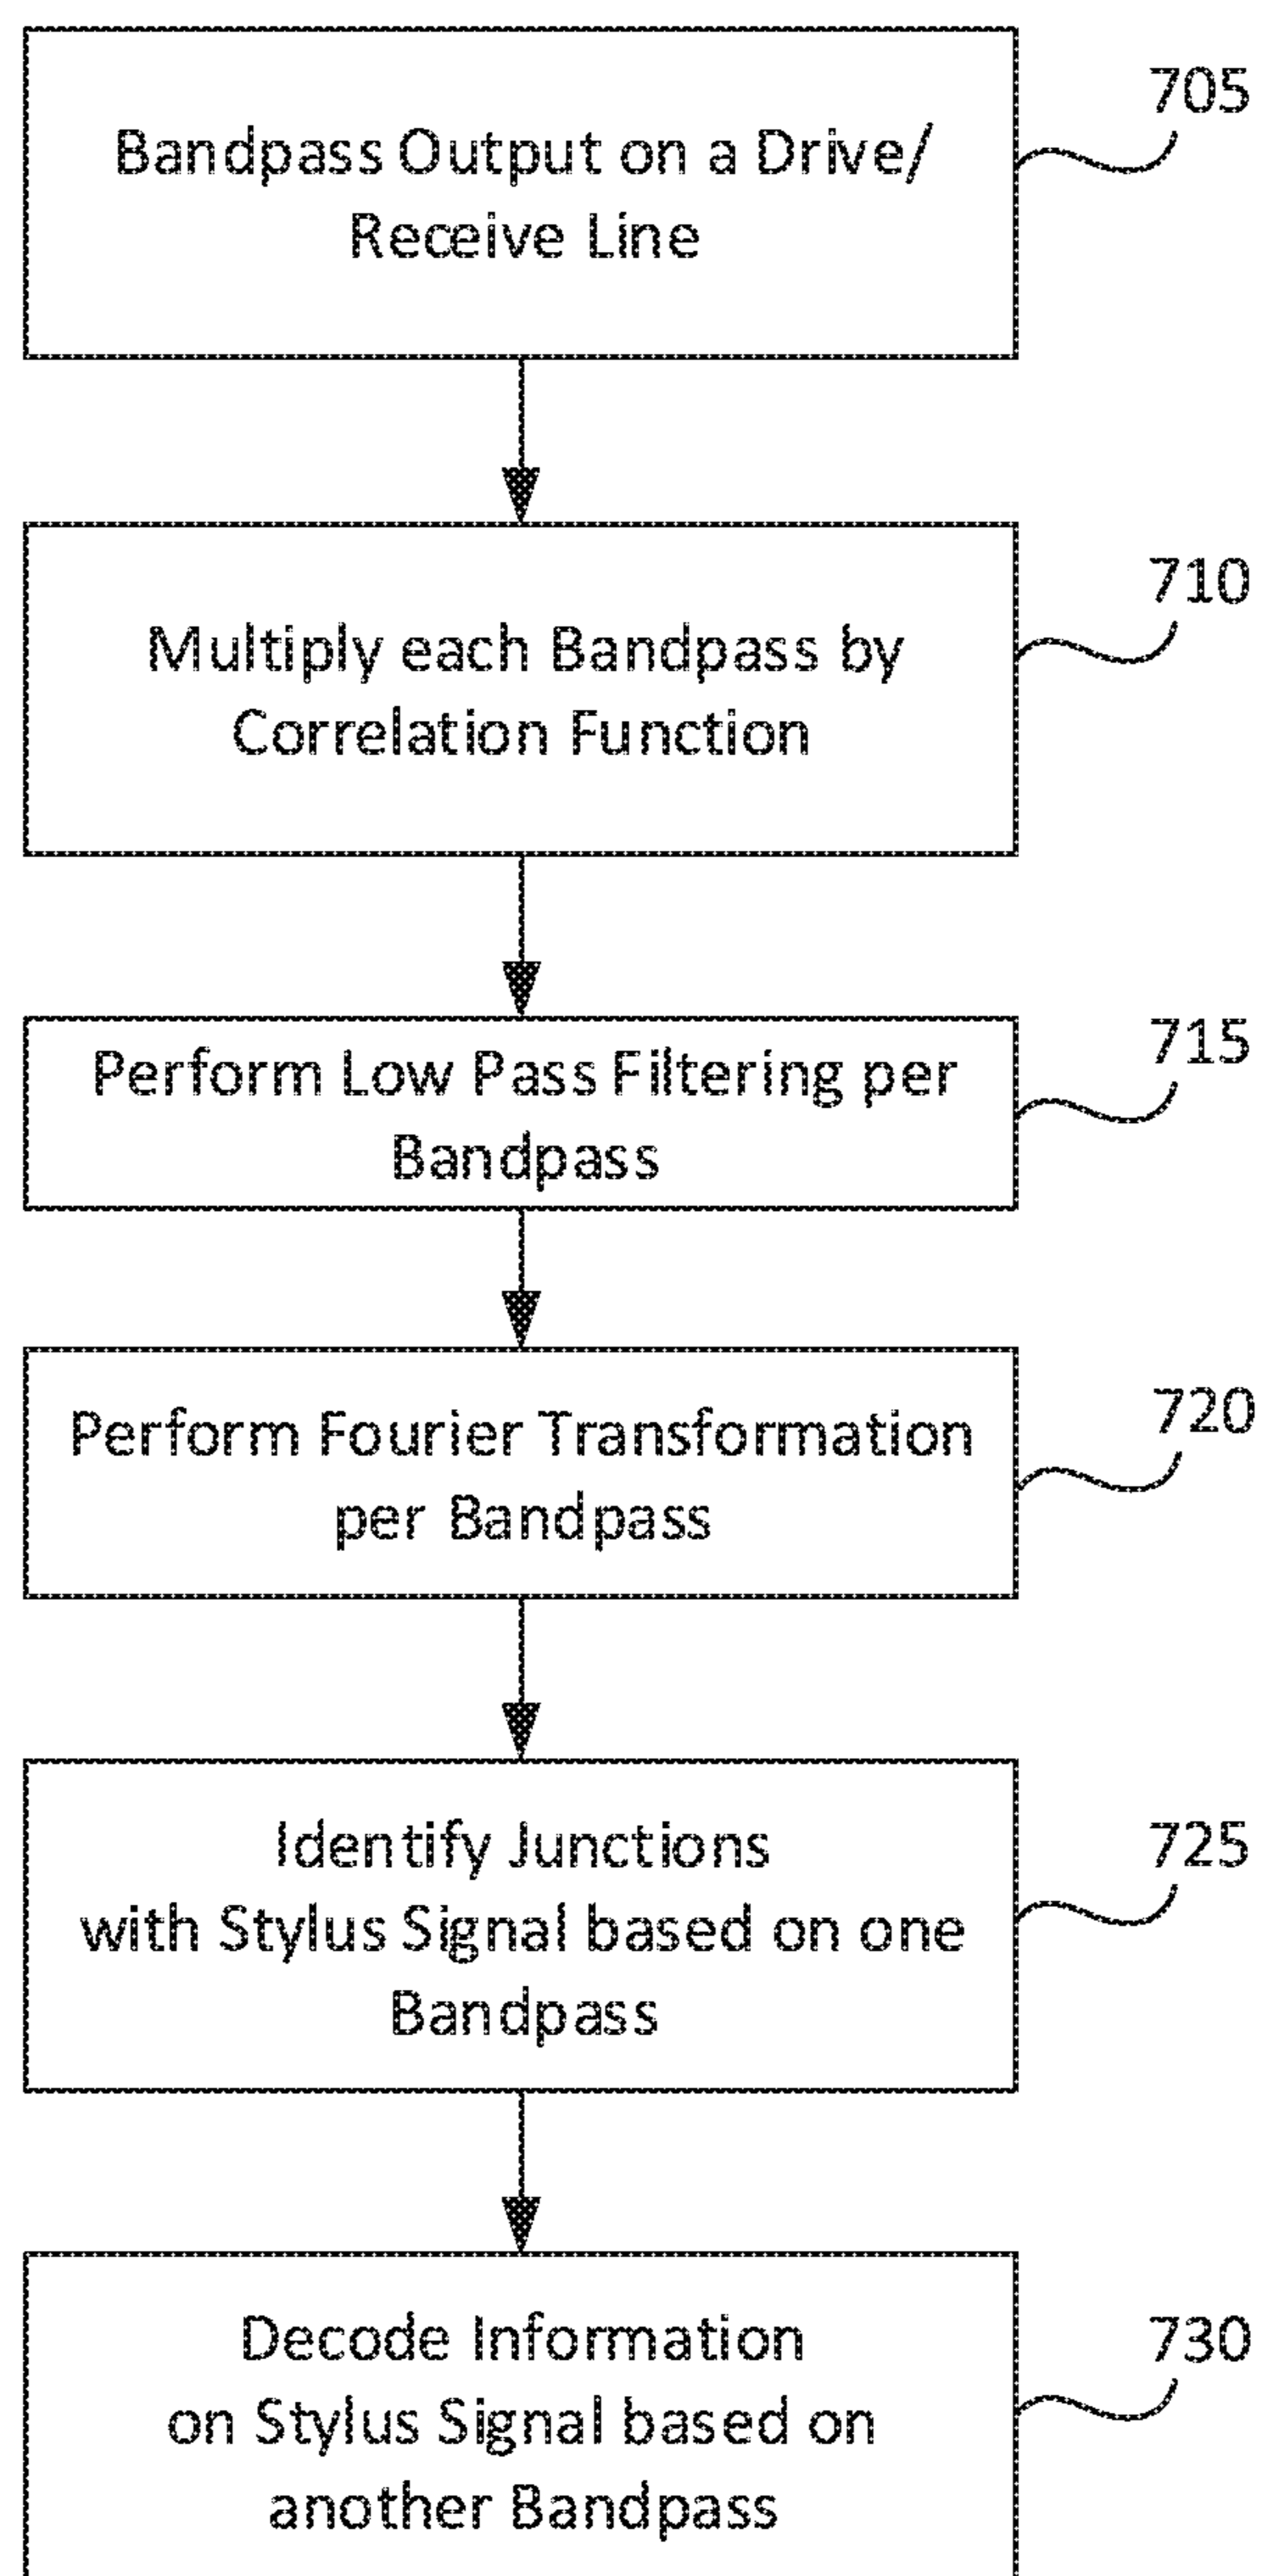 Bandpass Output on a Drive/
Receive Line
705
Multiply each Bandpass by
Correlation Function
710
Perform Low Pass Filtering per
Bandpass
715
Perform Fourier Transformation
per Bandpass
720
Identify Junctions
with Stylus Signal based on one
Bandpass
725
Decode Information
on Stylus Signal based on
another Bandpass
730